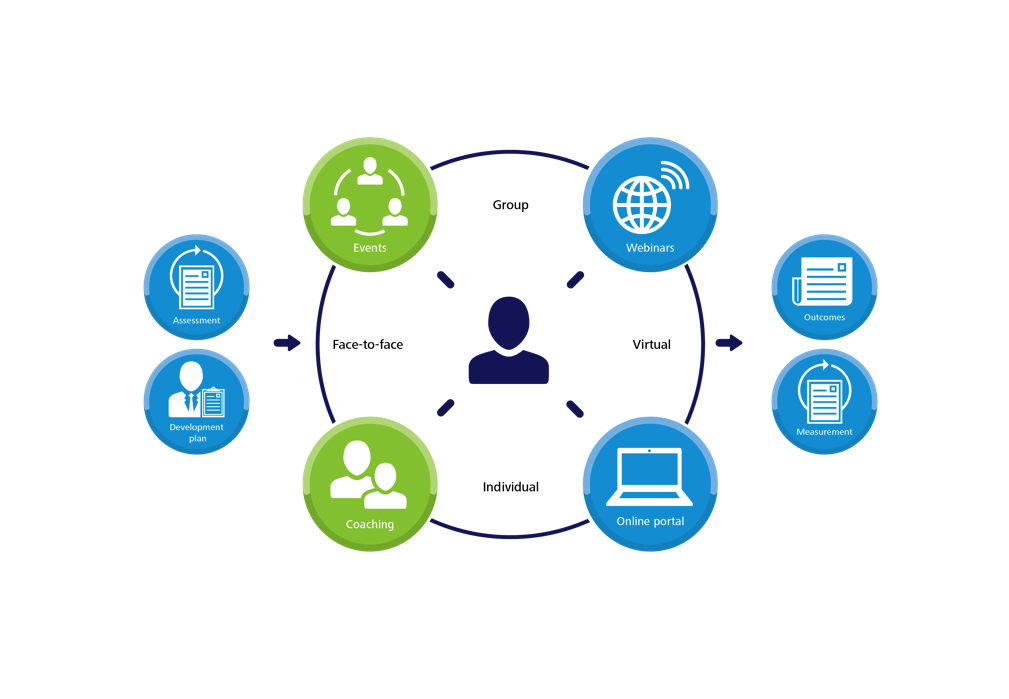 Events
Group
Webinars
Assessment
Outcomes
Face-to-face
Virtual
Development
plan
Measurement
Individual
Coaching
Online portal